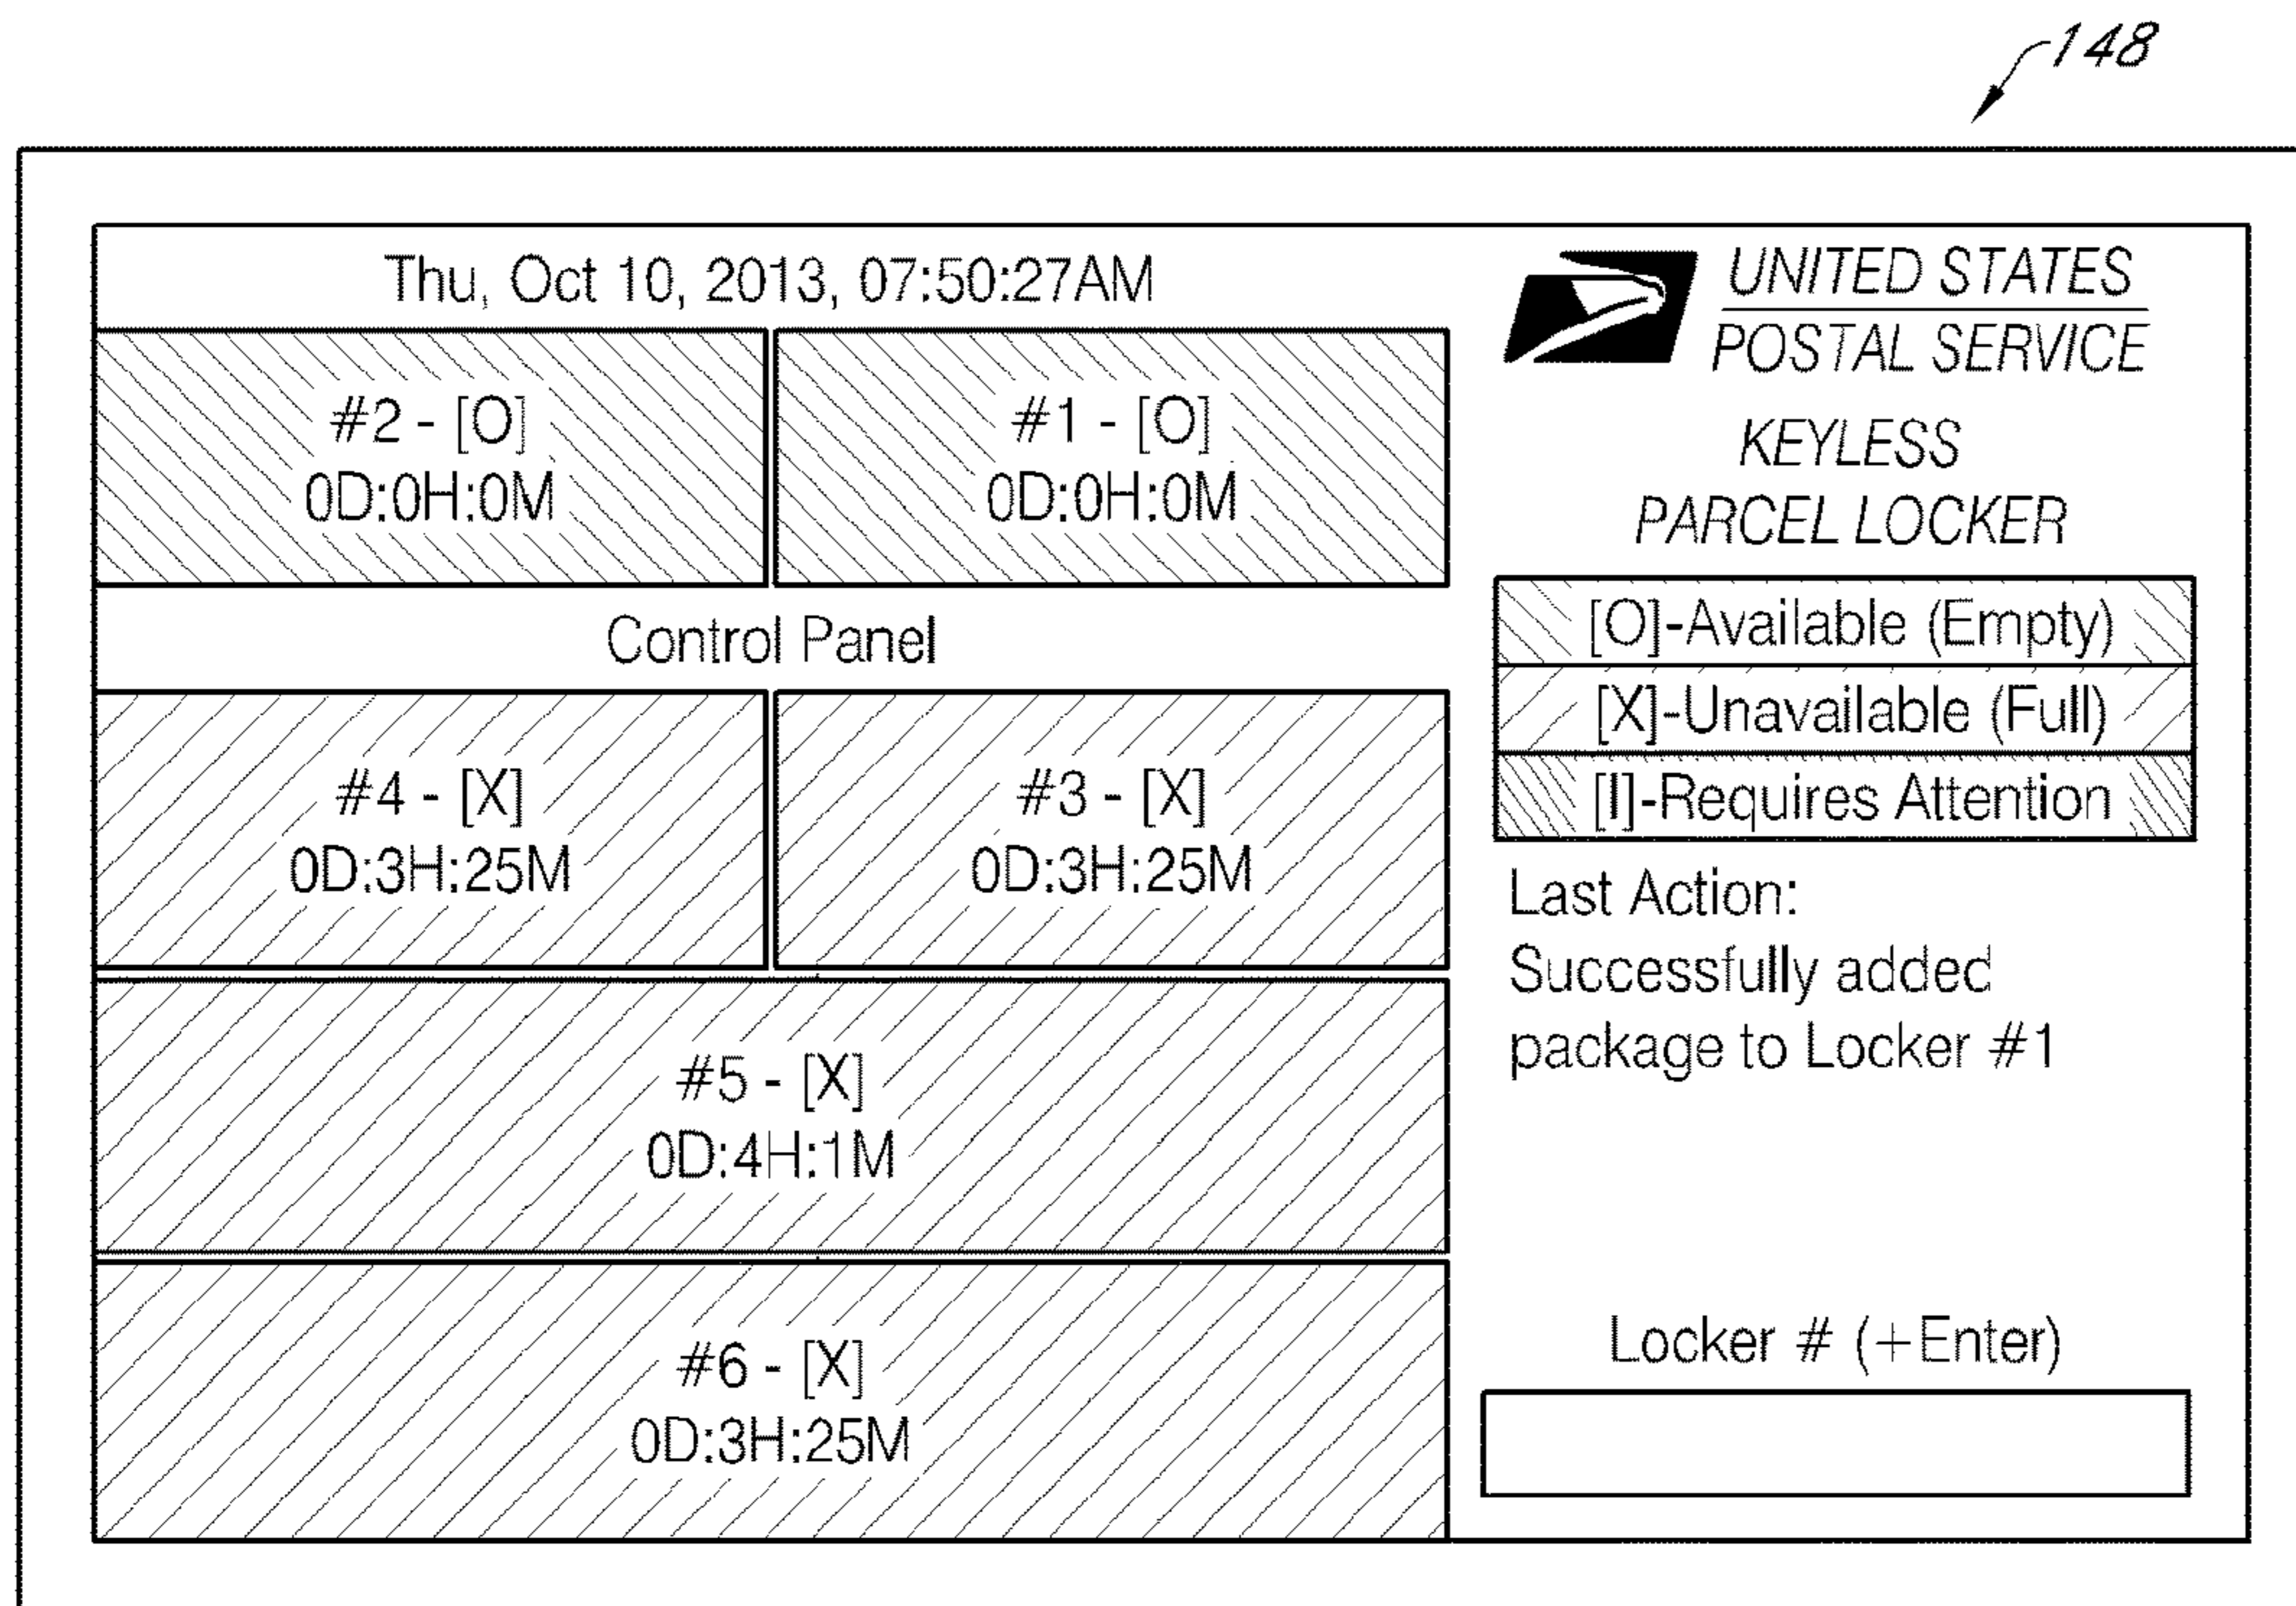 148
Thu, Oct 10, 2013, 07:50:27AM
#2 - [O]
0D:0H:0M
#1 - [O]
0D:0H:0M
Control Panel
#4 - [X]
0D:3H:25M
#3 - [X]
0D:3H:25M
#5 - [X]
0D:4H:1M
#6 - [X]
0D:3H:25M
UNITED STATES
POSTAL SERVICE
KEYLESS
PARCEL LOCKER
[O]-Available (Empty)
[X]-Unavailable (Full)
[I]-Requires Attention
Last Action:
Successfully added
package to Locker #1
Locker # (+Enter)